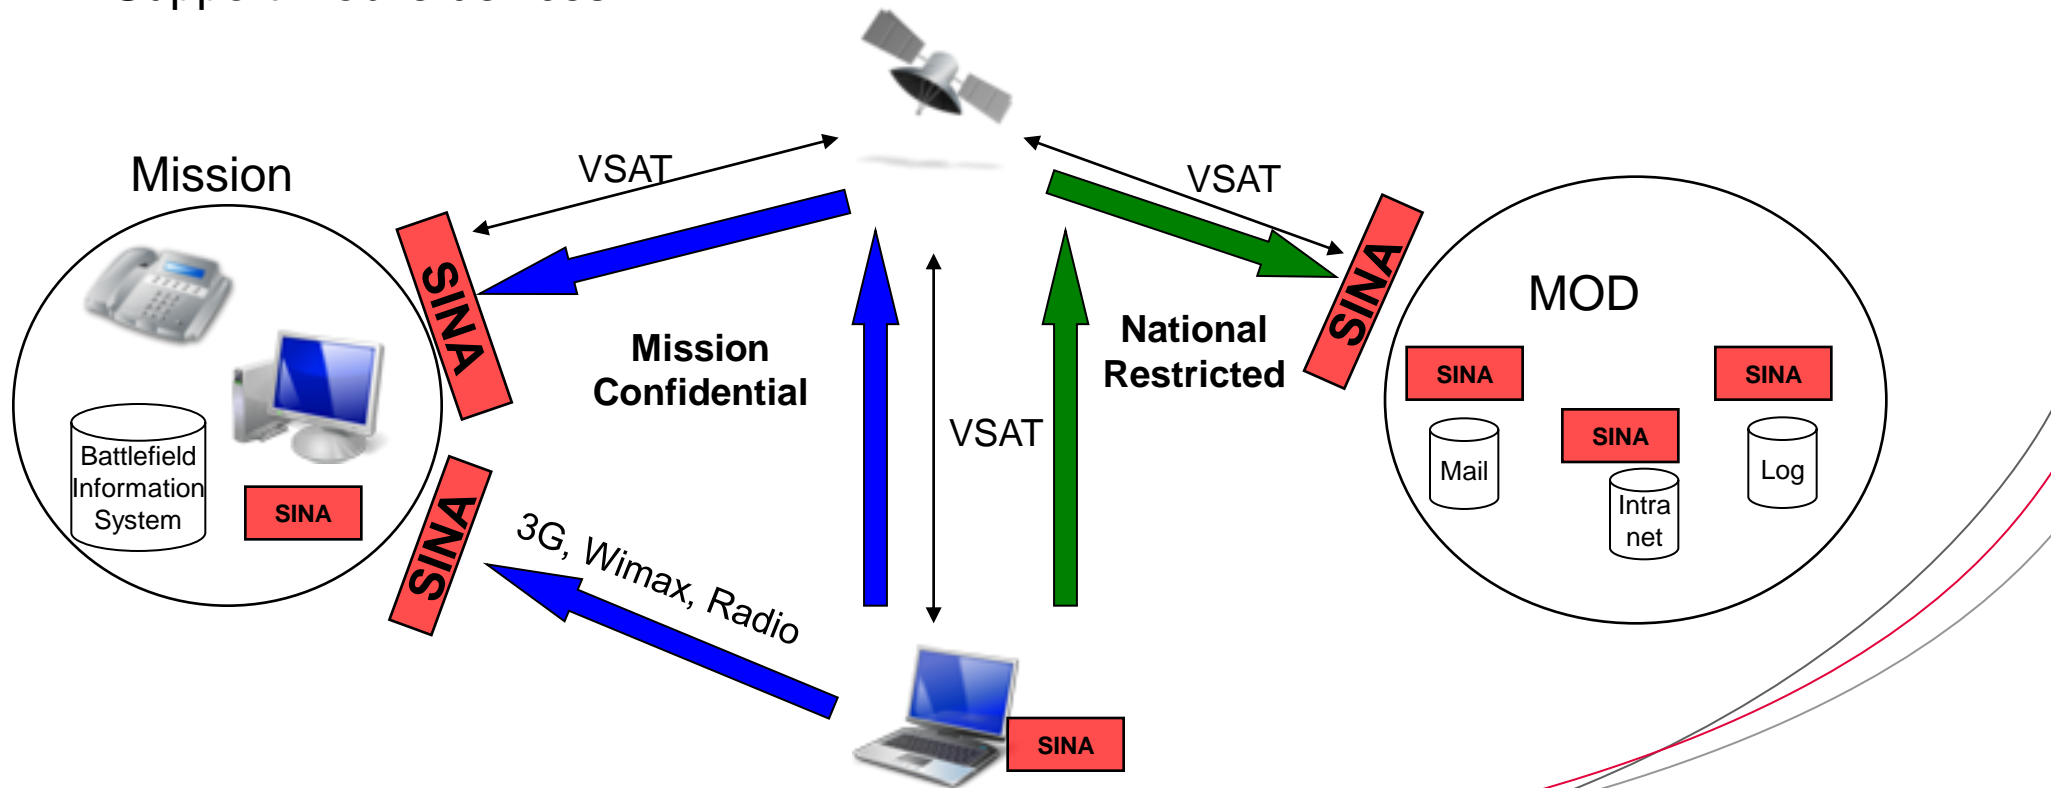 Mission
VSAT
VSAT
SINA
SINA
MOD
Mission
Confidential
National
Restricted
VSAT
SINA
SINA
SINA
Mail
Intra
net
Log
Battlefield
Information
System
SINA
SINA
3G, Wimax, Radio
SINA